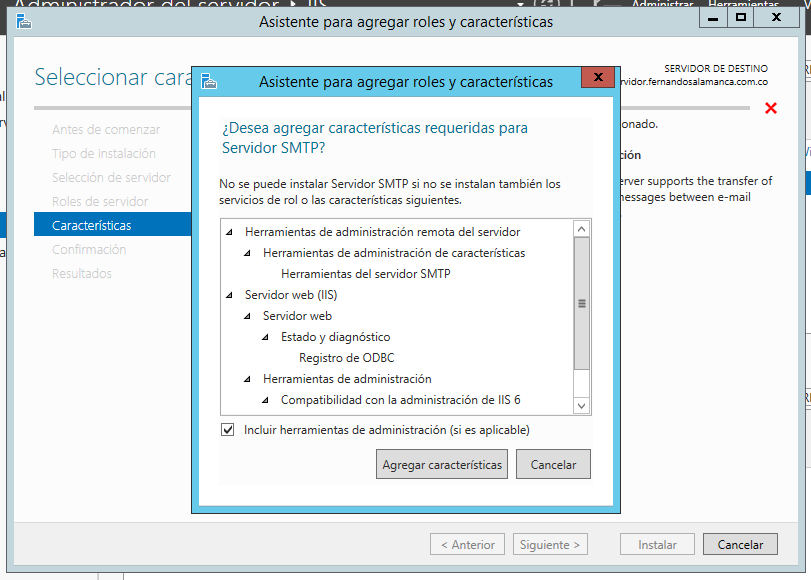 Administrador del servidor IIS
Administrar Herramientas
Asistente para agregar roles y características
Seleccionar
SERVIDOR DE DESTINO
rvidor.fernandosalamanca.com.co
Antes de comenzar
Tipo de instalación
Selección de servidor
Roles de servidor
Características
Confirmación
Resultados
Asistente para agregar roles y características
¿Desea agregar características requeridas para
Servidor SMTP?
No se puede instalar Servidor SMTP si no se instalan también los
servicios de rol o las características siguientes.
Herramientas de administración remota del servidor
Herramientas de administración de características
Herramientas del servidor SMTP
Servidor web (IIS)
Servidor web
Estado y diagnóstico
Registro de ODBC
Herramientas de administración
Compatibilidad con la administración de IIS 6
Incluir herramientas de administración (si es aplicable)
Agregar características
Cancelar
onado.
ción
erver supports the transfer of
messages between e-mail
< Anterior
Siguiente >
Instalar
Cancelar